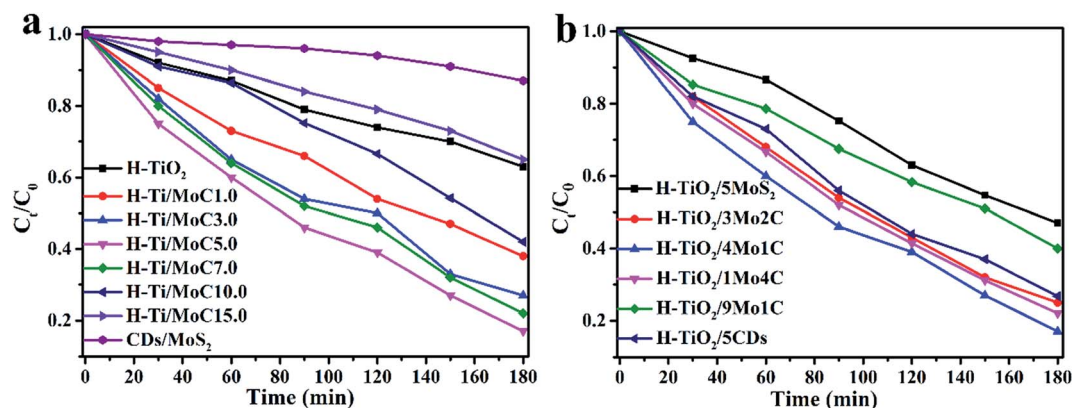 a
1.0
0.8
0.6
0.4
0.2
Cₜ/C₀
H-TiO₂
H-Ti/MoC1.0
H-Ti/MoC3.0
H-Ti/MoC5.0
H-Ti/MoC7.0
H-Ti/MoC10.0
H-Ti/MoC15.0
CDs/MoS₂
0 20 40 60 80 100 120 140 160 180
Time (min)
b
1.0
0.8
0.6
0.4
0.2
Cₜ/C₀
H-TiO₂/5MoS₂
H-TiO₂/3Mo2C
H-TiO₂/4Mo1C
H-TiO₂/1Mo4C
H-TiO₂/9Mo1C
H-TiO₂/5CDs
0 20 40 60 80 100 120 140 160 180
Time (min)